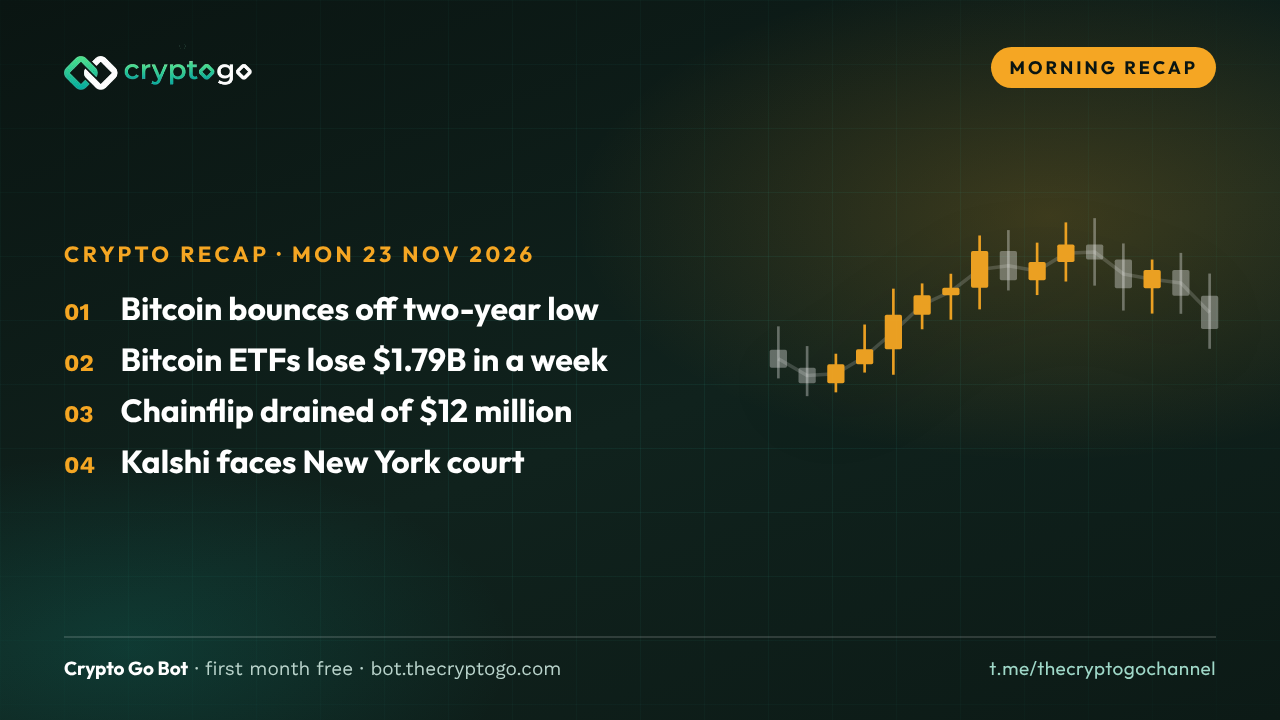 cryptogo
MORNING RECAP
CRYPTO RECAP · MON 23 NOV 2026
01 Bitcoin bounces off two-year low
02 Bitcoin ETFs lose $1.79B in a week
03 Chainflip drained of $12 million
04 Kalshi faces New York court
Crypto Go Bot · first month free · bot.thecryptogo.com
t.me/thecryptogochannel